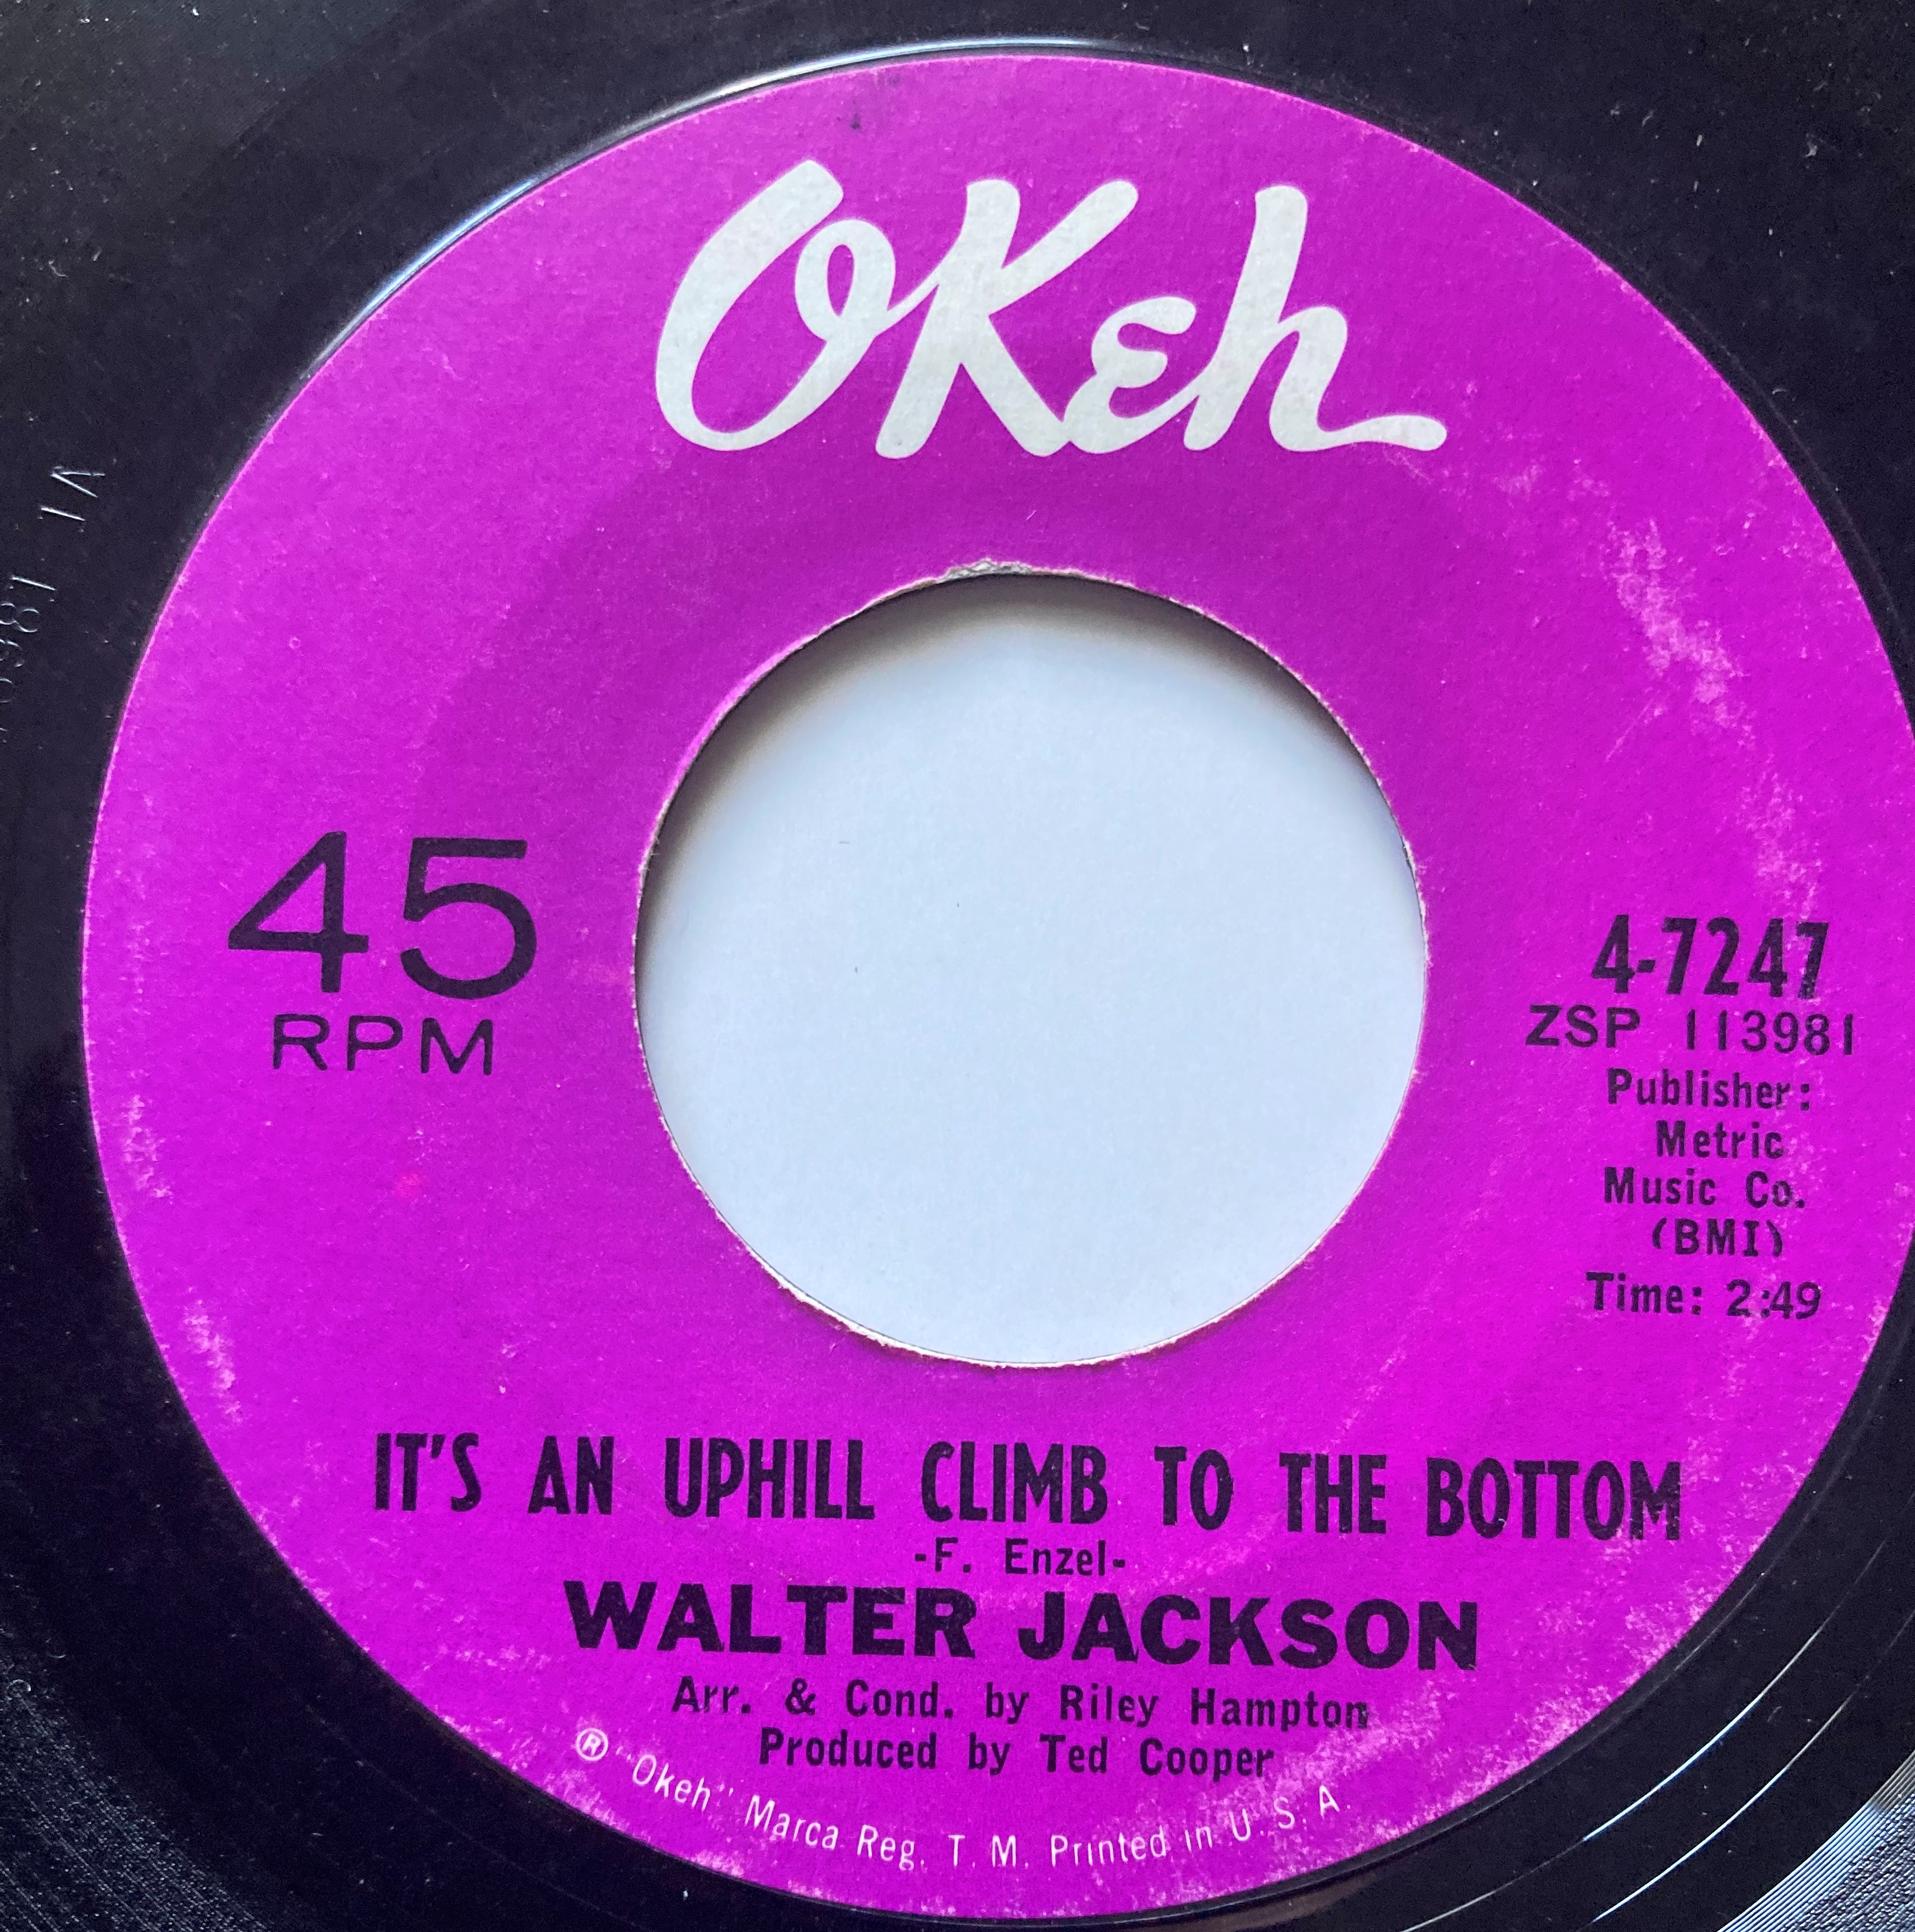 OKeh
45
RPM
4-7247
ZSP 113981
Publisher:
Metric
Music Co.
(BMI)
Time: 2:49
IT'S AN UPHILL CLIMB TO THE BOTTOM
-F. Enzel-
WALTER JACKSON
Arr. & Cond. by Riley Hampton
Produced by Ted Cooper
® "Okeh" Marca Reg. T. M. Printed in U. S. A.